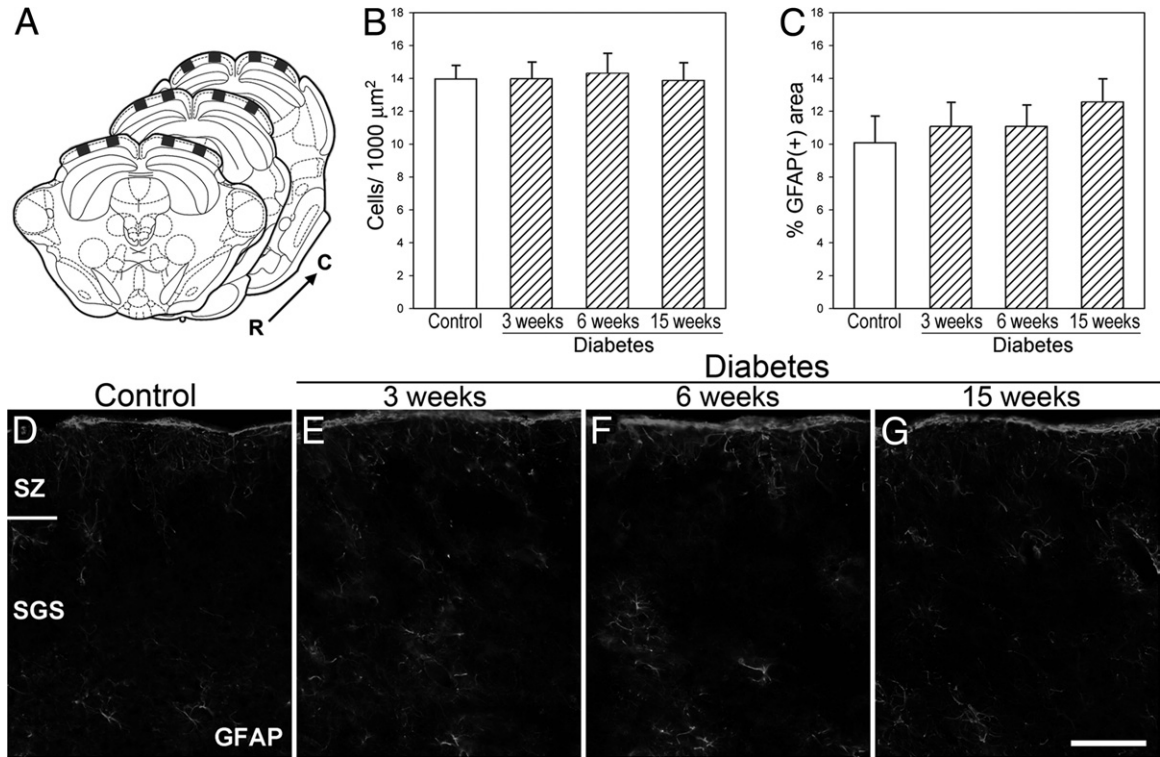 A
C
R
B
Cells/ 1000 µm²
18
16
14
12
10
8
6
4
2
0
Control 3 weeks 6 weeks 15 weeks
Diabetes
C
% GFAP(+) area
18
16
14
12
10
8
6
4
2
0
Control 3 weeks 6 weeks 15 weeks
Diabetes
Diabetes
Control 3 weeks 6 weeks 15 weeks
D E F G
SZ
SGS
GFAP